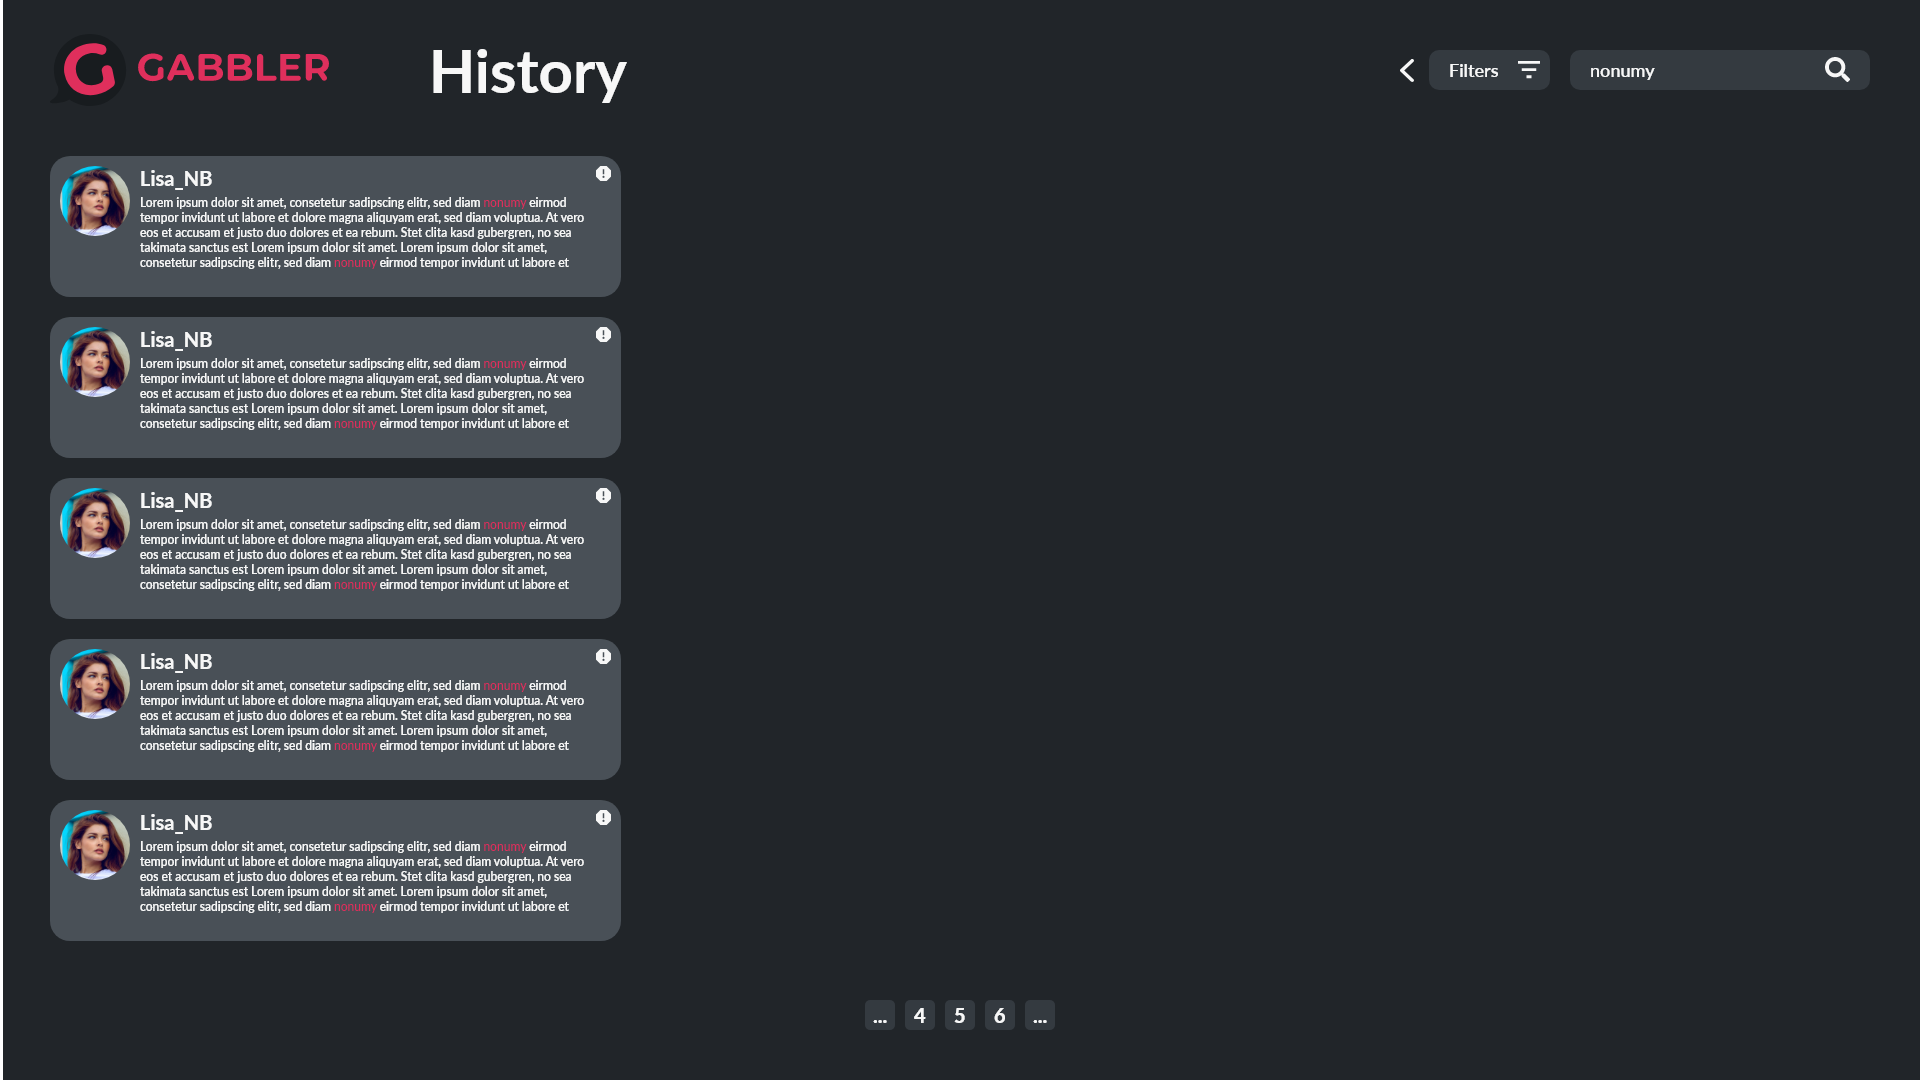 GABBLER
History
Filters
nonumy
Lisa_NB
Lorem ipsum dolor sit amet, consetetur sadipscing elitr, sed diam nonumy eirmod
tempor invidunt ut labore et dolore magna aliquyam erat, sed diam voluptua. At vero
eos et accusam et justo duo dolores et ea rebum. Stet clita kasd gubergren, no sea
takimata sanctus est Lorem ipsum dolor sit amet. Lorem ipsum dolor sit amet,
consetetur sadipscing elitr, sed diam nonumy eirmod tempor invidunt ut labore et
Lisa_NB
Lorem ipsum dolor sit amet, consetetur sadipscing elitr, sed diam nonumy eirmod
tempor invidunt ut labore et dolore magna aliquyam erat, sed diam voluptua. At vero
eos et accusam et justo duo dolores et ea rebum. Stet clita kasd gubergren, no sea
takimata sanctus est Lorem ipsum dolor sit amet. Lorem ipsum dolor sit amet,
consetetur sadipscing elitr, sed diam nonumy eirmod tempor invidunt ut labore et
Lisa_NB
Lorem ipsum dolor sit amet, consetetur sadipscing elitr, sed diam nonumy eirmod
tempor invidunt ut labore et dolore magna aliquyam erat, sed diam voluptua. At vero
eos et accusam et justo duo dolores et ea rebum. Stet clita kasd gubergren, no sea
takimata sanctus est Lorem ipsum dolor sit amet. Lorem ipsum dolor sit amet,
consetetur sadipscing elitr, sed diam nonumy eirmod tempor invidunt ut labore et
Lisa_NB
Lorem ipsum dolor sit amet, consetetur sadipscing elitr, sed diam nonumy eirmod
tempor invidunt ut labore et dolore magna aliquyam erat, sed diam voluptua. At vero
eos et accusam et justo duo dolores et ea rebum. Stet clita kasd gubergren, no sea
takimata sanctus est Lorem ipsum dolor sit amet. Lorem ipsum dolor sit amet,
consetetur sadipscing elitr, sed diam nonumy eirmod tempor invidunt ut labore et
Lisa_NB
Lorem ipsum dolor sit amet, consetetur sadipscing elitr, sed diam nonumy eirmod
tempor invidunt ut labore et dolore magna aliquyam erat, sed diam voluptua. At vero
eos et accusam et justo duo dolores et ea rebum. Stet clita kasd gubergren, no sea
takimata sanctus est Lorem ipsum dolor sit amet. Lorem ipsum dolor sit amet,
consetetur sadipscing elitr, sed diam nonumy eirmod tempor invidunt ut labore et
... 4 5 6 ...